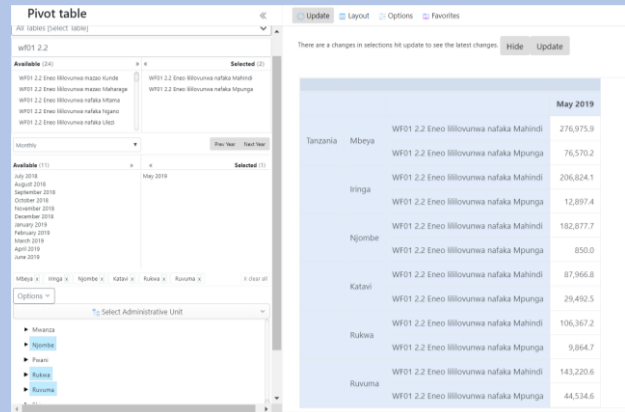 Pivot table
«
Update Layout Options Favorites
All Tables [Select Table]
wf01 2.2
Available (24) » « Selected (2)
WF01 2.2 Eneo lililovunwa mazao Kunde
WF01 2.2 Eneo lililovunwa mazao Maharage
WF01 2.2 Eneo lililovunwa nafaka Mtama
WF01 2.2 Eneo lililovunwa nafaka Ngano
WF01 2.2 Eneo lililovunwa nafaka Ulezi
WF01 2.2 Eneo lililovunwa nafaka Mahindi
WF01 2.2 Eneo lililovunwa nafaka Mpunga
Monthly
Prev Year Next Year
Available (11) » « Selected (1)
July 2018
August 2018
September 2018
October 2018
November 2018
December 2018
January 2019
February 2019
March 2019
April 2019
June 2019
May 2019
Mbeya x Iringa x Njombe x Katavi x Rukwa x Ruvuma x X clear all
Options
Select Administrative Unit
Mwanza
Njombe
Pwani
Rukwa
Ruvuma
There are a changes in selections hit update to see the latest changes. Hide Update
May 2019
Tanzania Mbeya WF01 2.2 Eneo lililovunwa nafaka Mahindi 276,975.9
WF01 2.2 Eneo lililovunwa nafaka Mpunga 76,570.2
Iringa WF01 2.2 Eneo lililovunwa nafaka Mahindi 206,824.1
WF01 2.2 Eneo lililovunwa nafaka Mpunga 12,897.4
Njombe WF01 2.2 Eneo lililovunwa nafaka Mahindi 182,877.7
WF01 2.2 Eneo lililovunwa nafaka Mpunga 850.0
Katavi WF01 2.2 Eneo lililovunwa nafaka Mahindi 87,966.8
WF01 2.2 Eneo lililovunwa nafaka Mpunga 29,492.5
Rukwa WF01 2.2 Eneo lililovunwa nafaka Mahindi 106,367.2
WF01 2.2 Eneo lililovunwa nafaka Mpunga 9,864.7
Ruvuma WF01 2.2 Eneo lililovunwa nafaka Mahindi 143,220.6
WF01 2.2 Eneo lililovunwa nafaka Mpunga 44,534.6